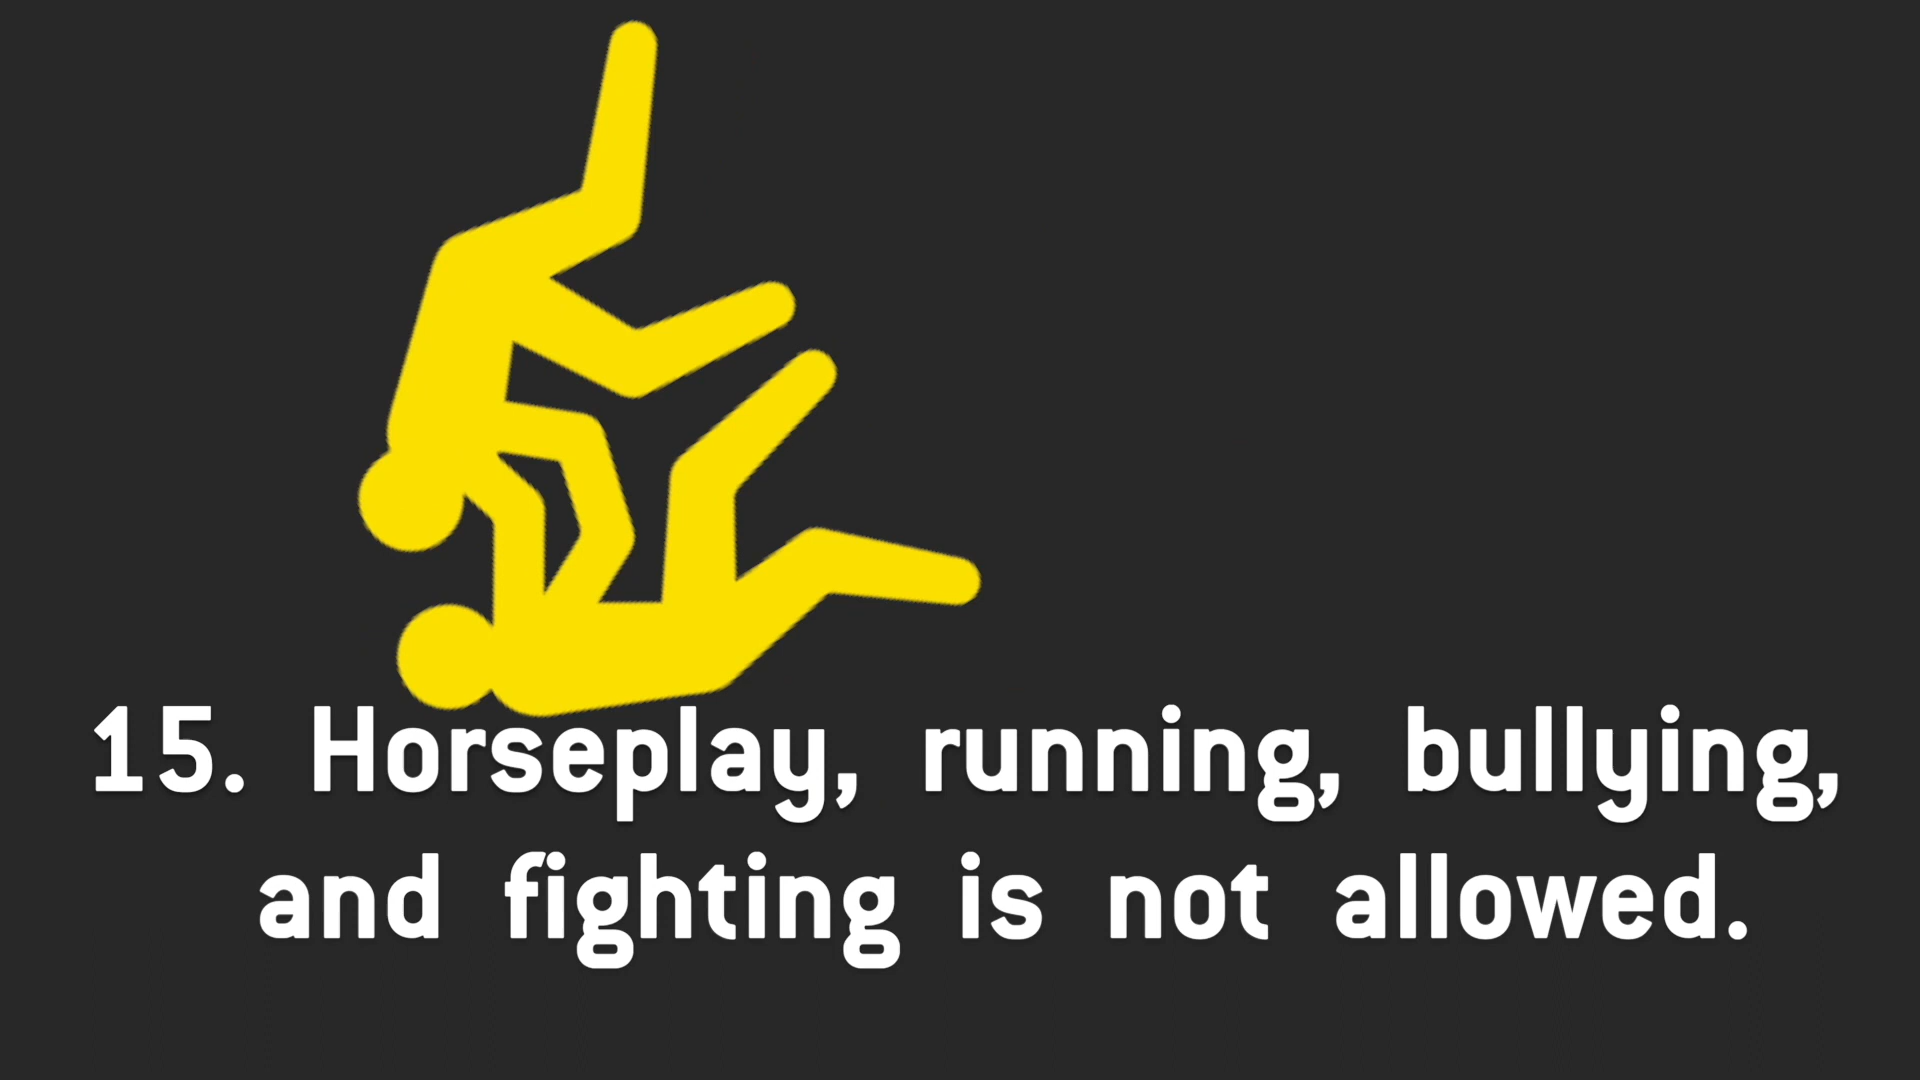 15. Horseplay, running, bullying,
and fighting is not allowed.